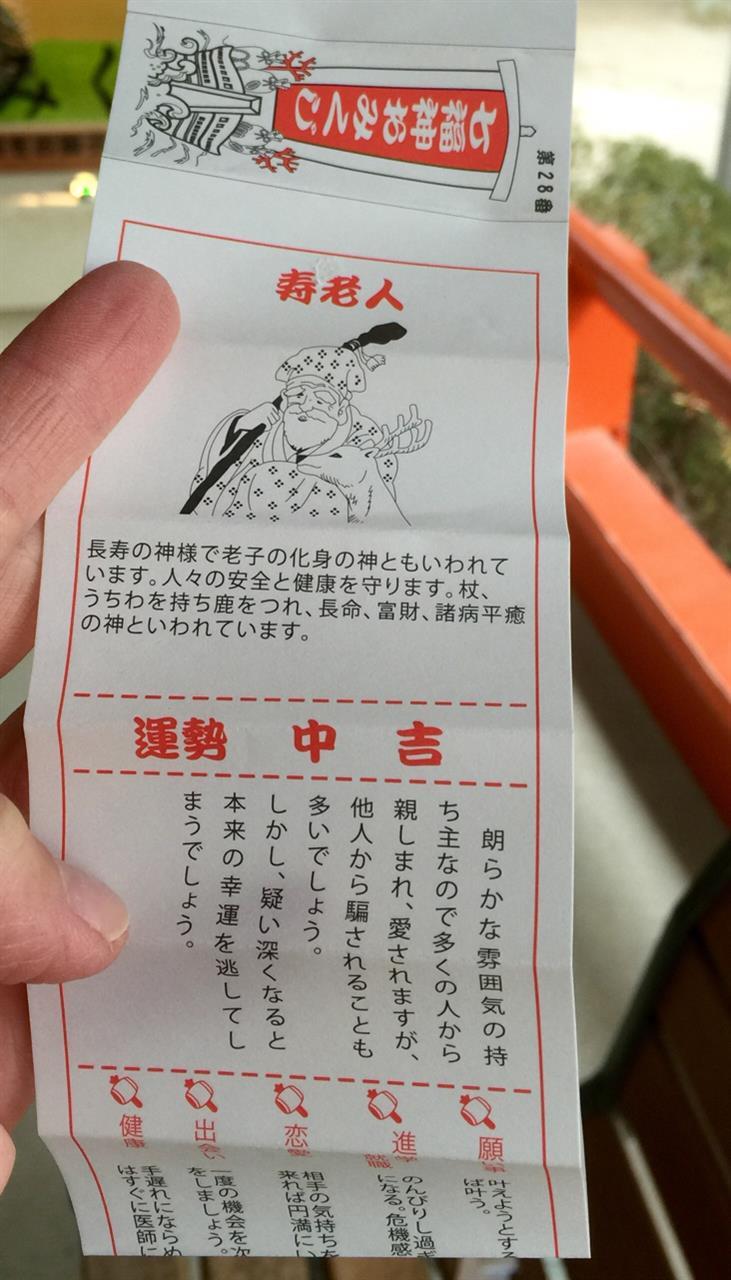 七福神おみくじ
第28番
寿老人
長寿の神様で老子の化身の神ともいわれて
います。人々の安全と健康を守ります。杖、
うちわを持ち鹿をつれ、長命、富財、諸病平癒
の神といわれています。
運勢 中吉
朗らかな雰囲気の持
ち主なので多くの人から
親しまれ、愛されますが、
他人から騙されることも
多いでしょう。
しかし、疑い深くなると
本来の幸運を逃してし
まうでしょう。
願い事
叶えようとする
ば叶う。
進学
就職
のんびりし過ぎ
になる。危機感
恋愛
相手の気持ちを
来れば円満にい
出会い
一度の機会を次
をしましょう。
健康
手遅れにならぬ
はすぐに医師に